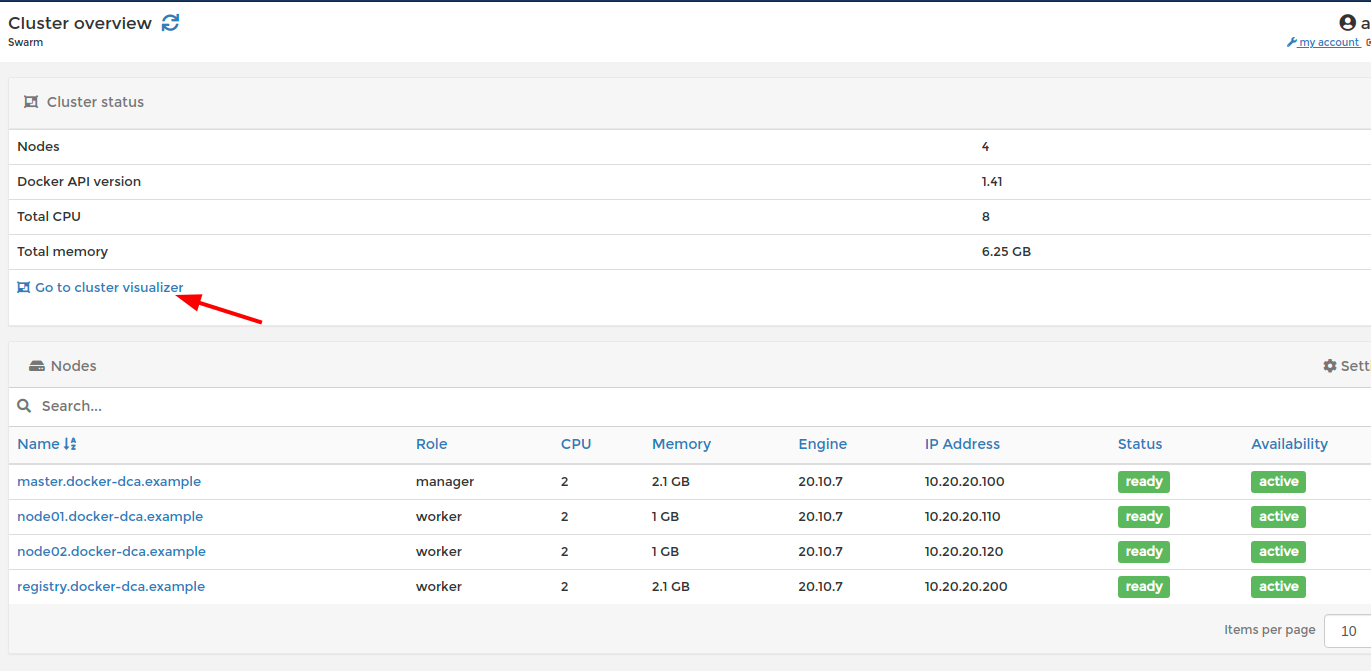 Cluster overview
Swarm
a
my account
Cluster status
Nodes 4
Docker API version 1.41
Total CPU 8
Total memory 6.25 GB
Go to cluster visualizer
Nodes
Sett
Search...
Name Role CPU Memory Engine IP Address Status Availability
master.docker-dca.example manager 2 2.1 GB 20.10.7 10.20.20.100 ready active
node01.docker-dca.example worker 2 1 GB 20.10.7 10.20.20.110 ready active
node02.docker-dca.example worker 2 1 GB 20.10.7 10.20.20.120 ready active
registry.docker-dca.example worker 2 2.1 GB 20.10.7 10.20.20.200 ready active
Items per page 10